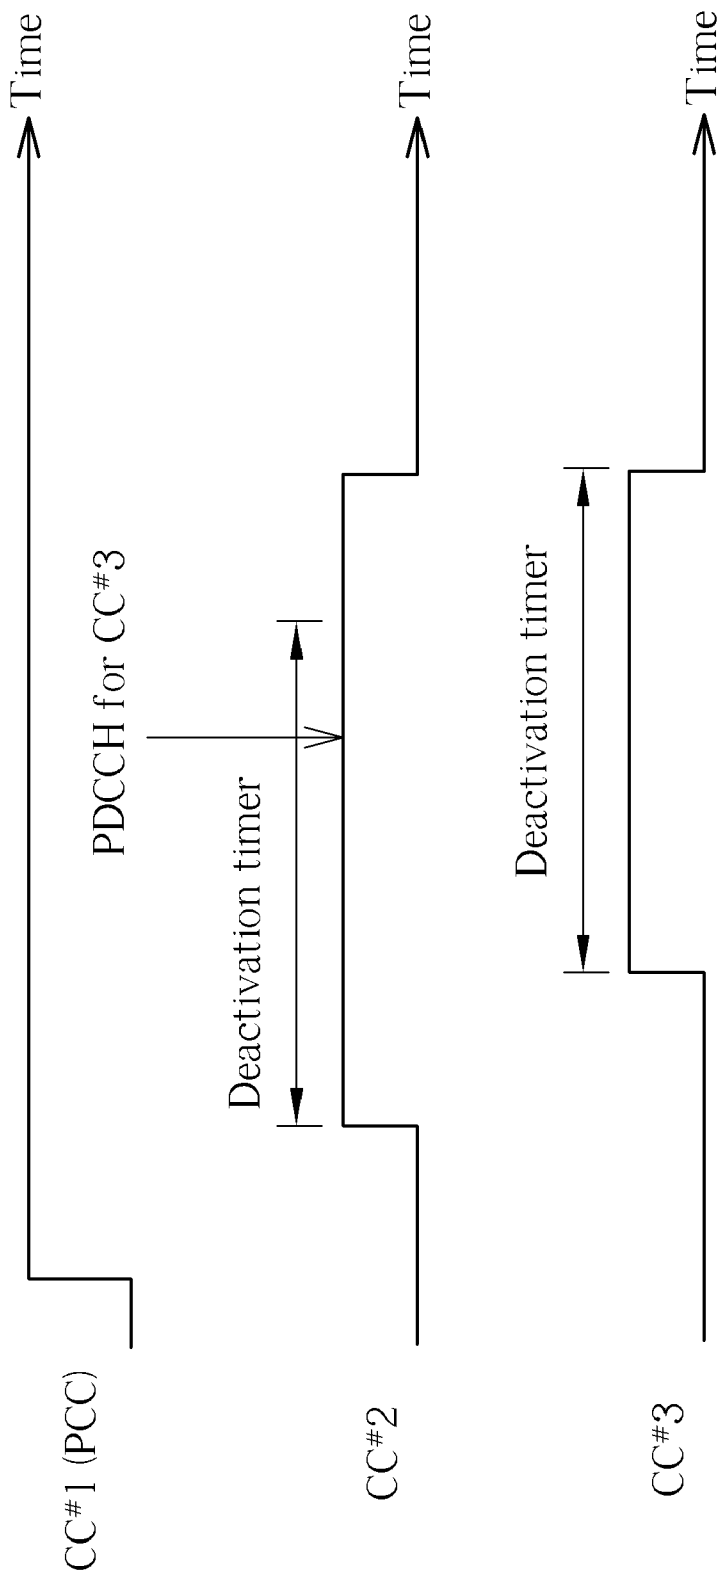 CC#1 (PCC)
Time
PDCCH for CC#3
Deactivation timer
CC#2
Time
Deactivation timer
CC#3
Time